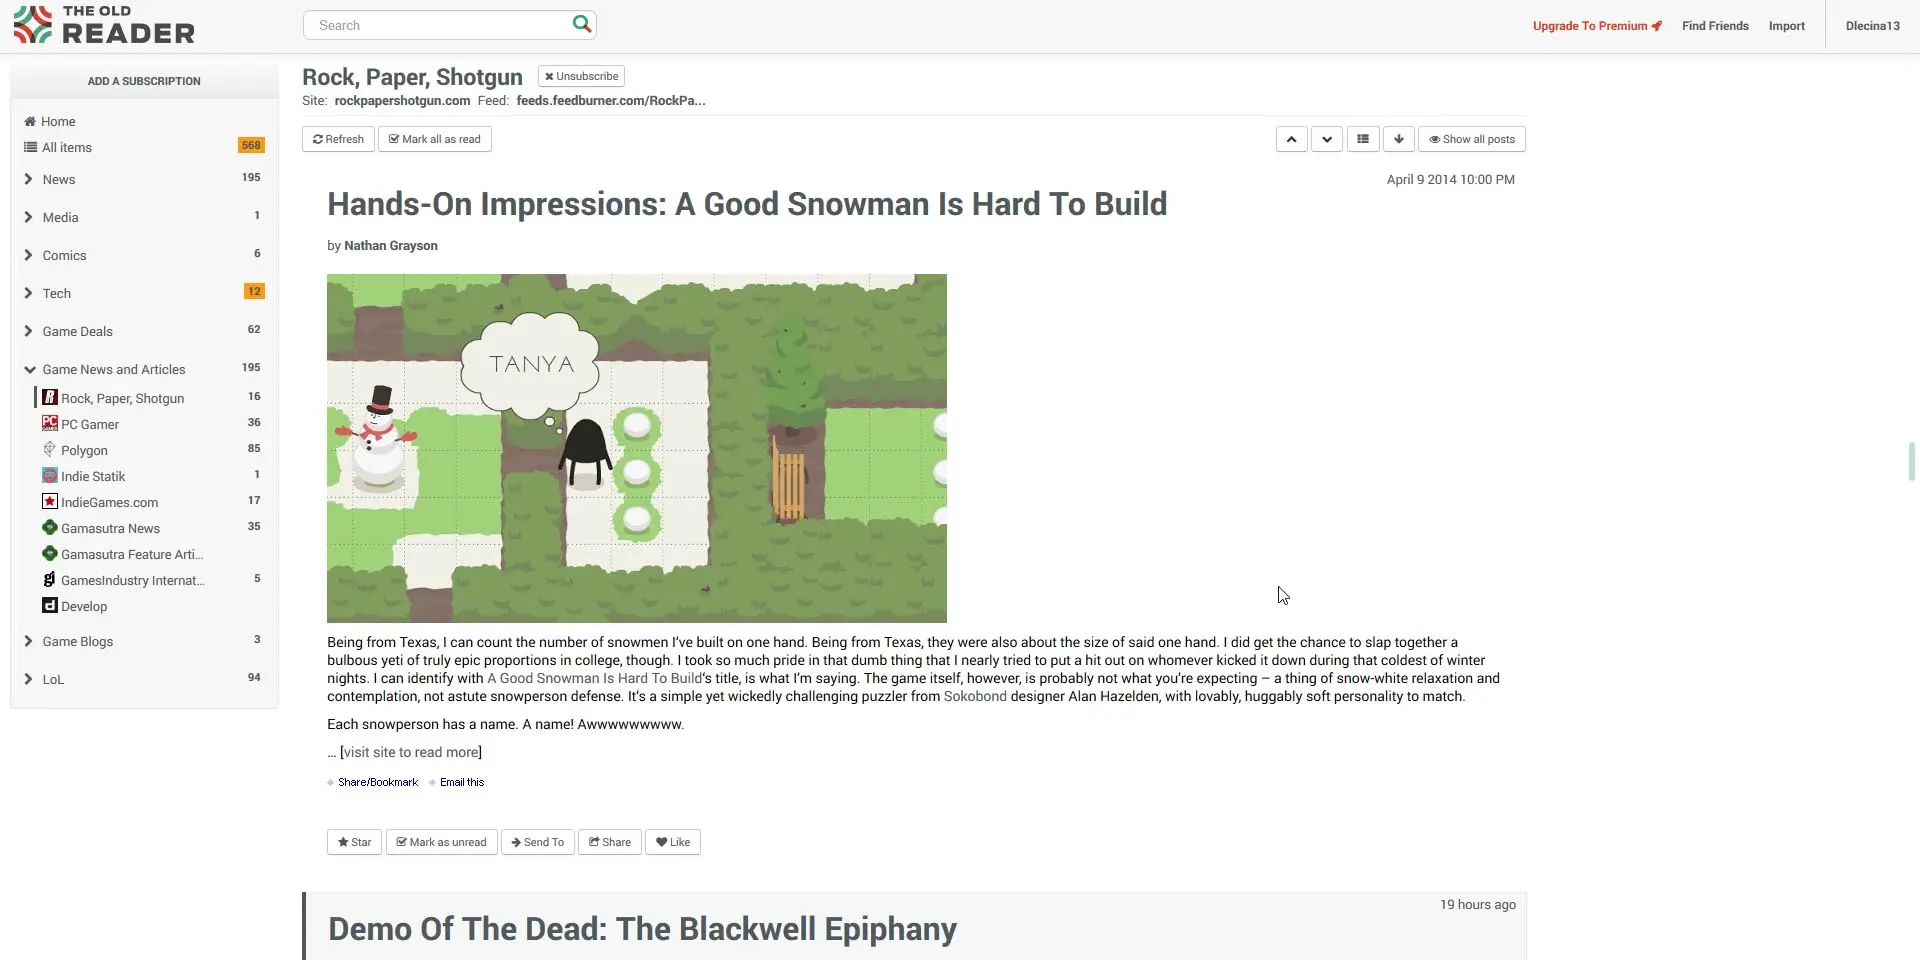 THE OLD
READER
Search
Upgrade To Premium
Find Friends
Import
Dlecina13
ADD A SUBSCRIPTION
Home
All items 568
News 195
Media 1
Comics 6
Tech 12
Game Deals 62
Game News and Articles 195
Rock, Paper, Shotgun 16
PC Gamer 36
Polygon 85
Indie Statik 1
IndieGames.com 17
Gamasutra News 35
Gamasutra Feature Arti...
GamesIndustry Internat... 5
Develop
Game Blogs 3
LoL 94
Rock, Paper, Shotgun
Unsubscribe
Site: rockpapershotgun.com Feed: feeds.feedburner.com/RockPa...
Refresh
Mark all as read
Show all posts
April 9 2014 10:00 PM
Hands-On Impressions: A Good Snowman Is Hard To Build
by Nathan Grayson
TANYA
Being from Texas, I can count the number of snowmen I've built on one hand. Being from Texas, they were also about the size of said one hand. I did get the chance to slap together a
bulbous yeti of truly epic proportions in college, though. I took so much pride in that dumb thing that I nearly tried to put a hit out on whomever kicked it down during that coldest of winter
nights. I can identify with A Good Snowman Is Hard To Build‘s title, is what I'm saying. The game itself, however, is probably not what you're expecting – a thing of snow-white relaxation and
contemplation, not astute snowperson defense. It's a simple yet wickedly challenging puzzler from Sokobond designer Alan Hazelden, with lovably, huggably soft personality to match.
Each snowperson has a name. A name! Awwwwwwwww.
... [visit site to read more]
Share/Bookmark
Email this
Star
Mark as unread
Send To
Share
Like
19 hours ago
Demo Of The Dead: The Blackwell Epiphany